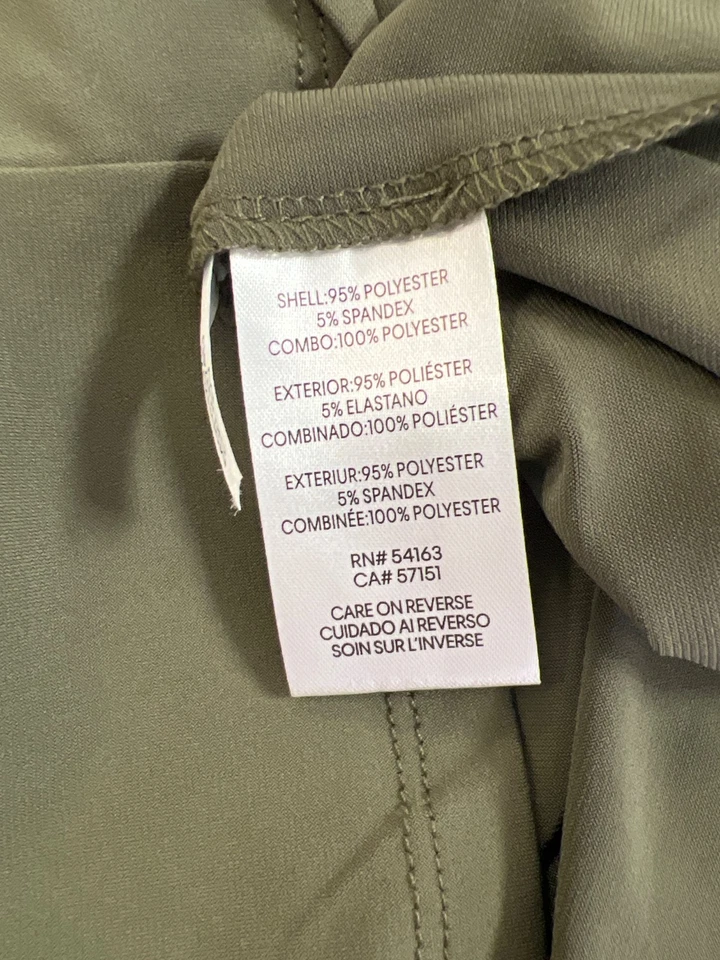 SHELL:95% POLYESTER
5% SPANDEX
COMBO:100% POLYESTER
EXTERIOR:95% POLIÉSTER
5% ELASTANO
COMBINADO:100% POLIÉSTER
EXTERIUR:95% POLYESTER
5% SPANDEX
COMBINÉE:100% POLYESTER
RN# 54163
CA# 57151
CARE ON REVERSE
CUIDADO AI REVERSO
SOIN SUR L'INVERSE